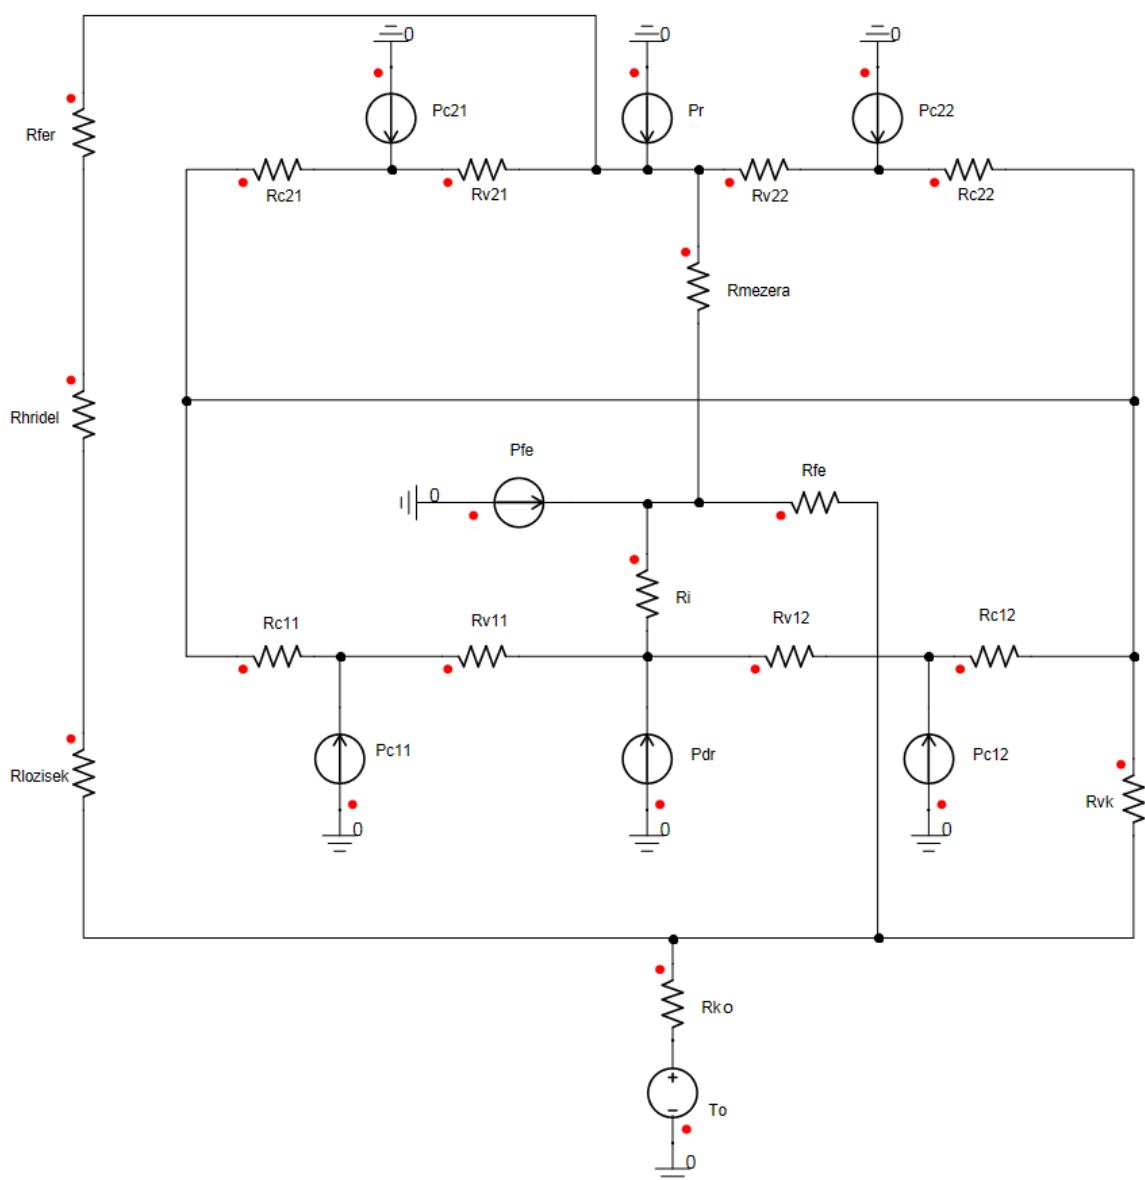 0
0
0
Pc21
Pr
Pc22
Rfer
Rc21
Rv21
Rv22
Rc22
Rmezera
Rhridel
Pfe
Rfe
0
Ri
Rc11
Rv11
Rv12
Rc12
Pc11
Pdr
Pc12
Rlozisek
Rvk
0
0
0
Rko
+
−
To
0